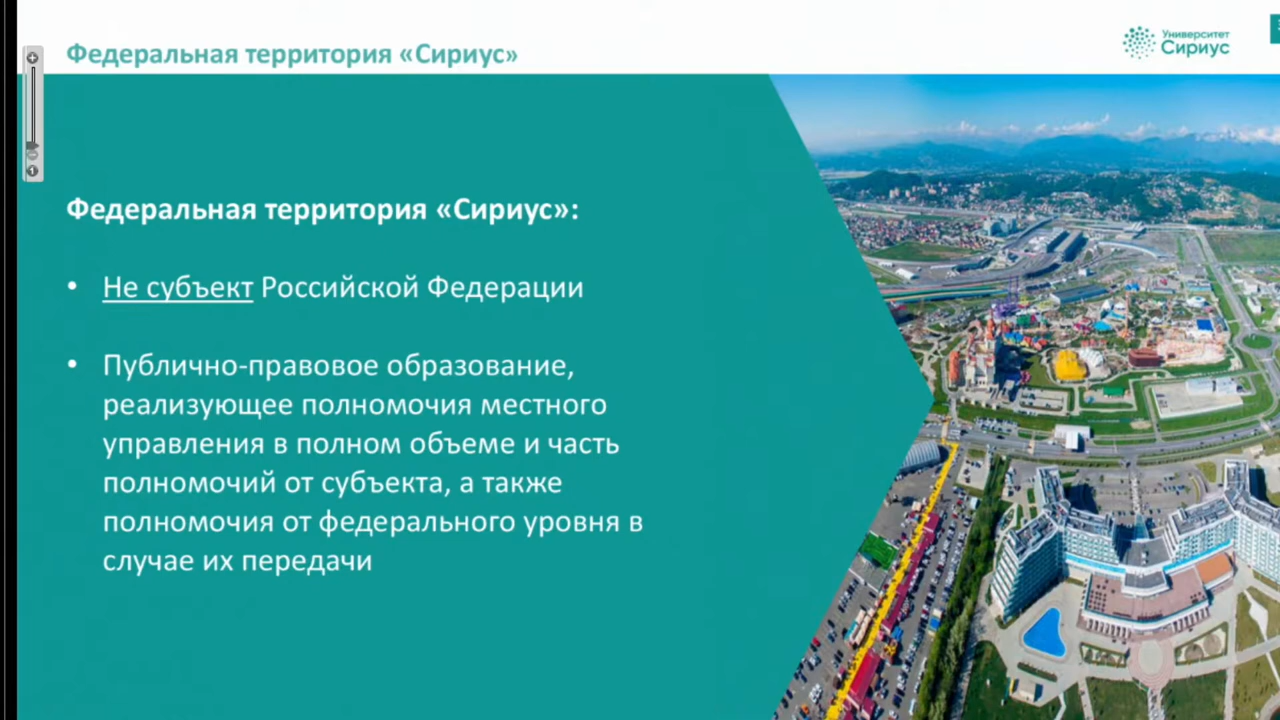 Федеральная территория «Сириус»
Университет
Сириус
Федеральная территория «Сириус»:
• Не субъект Российской Федерации
• Публично-правовое образование,
реализующее полномочия местного
управления в полном объеме и часть
полномочий от субъекта, а также
полномочия от федерального уровня в
случае их передачи